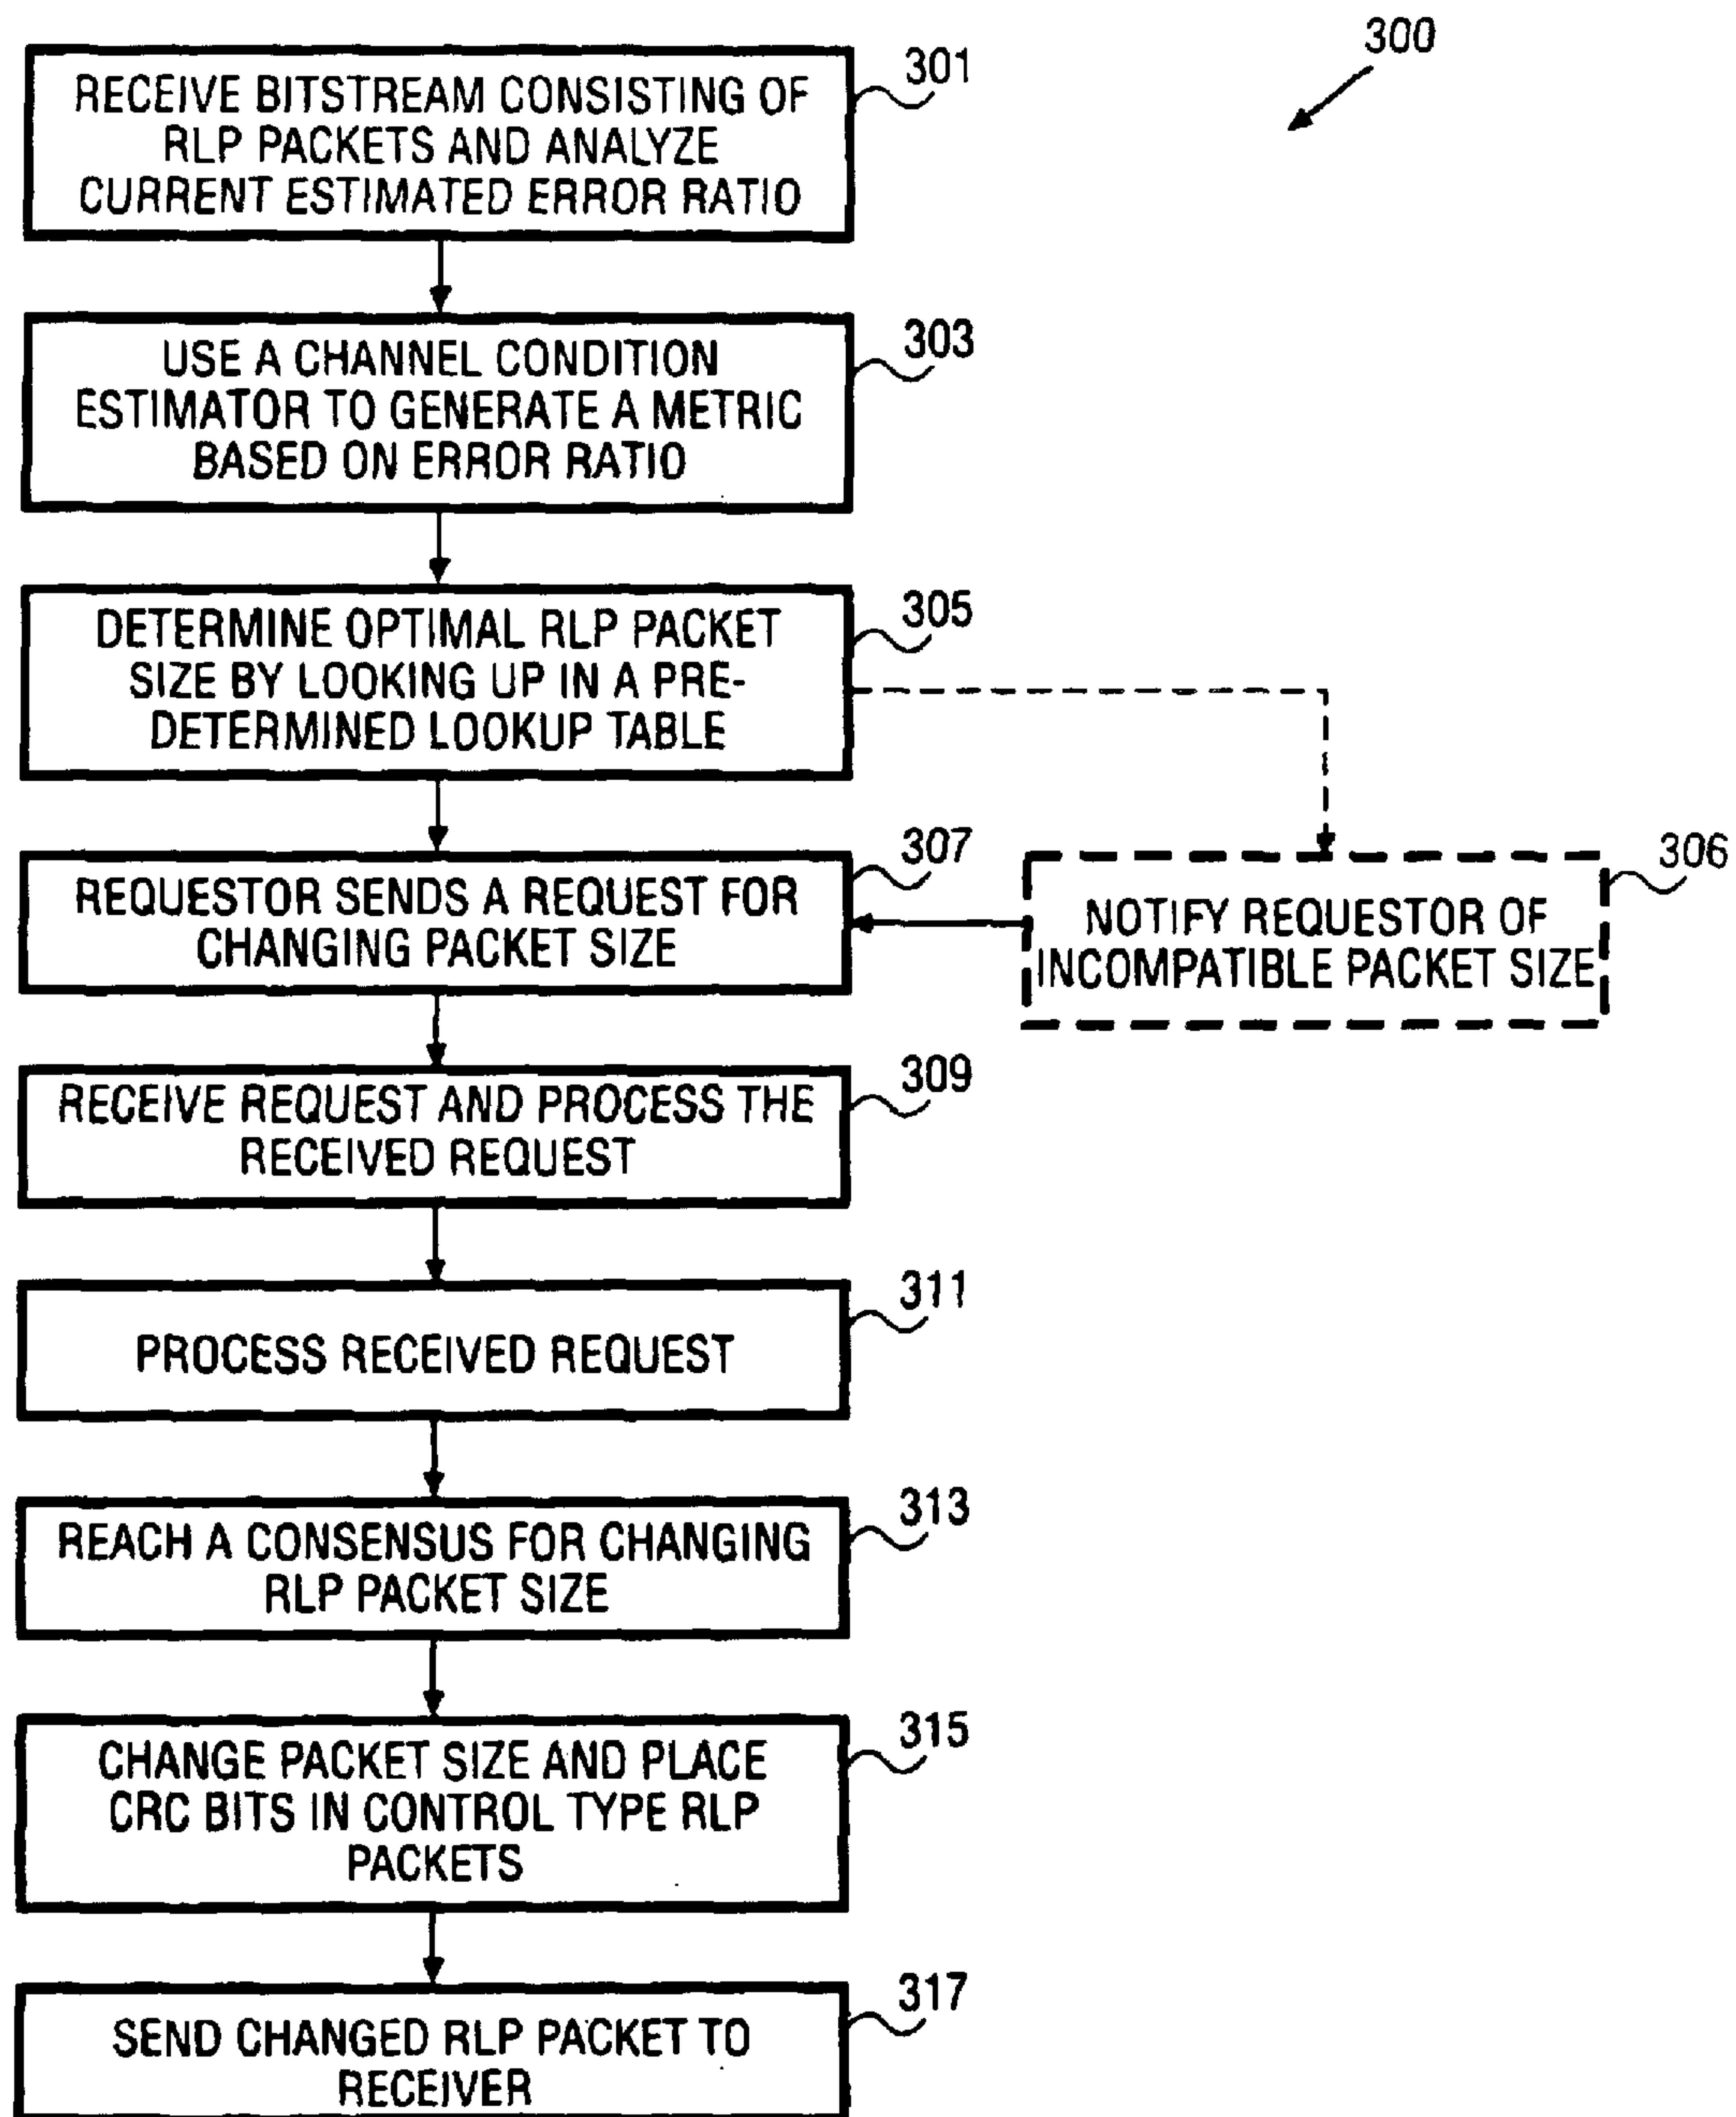 300
301
RECEIVE BITSTREAM CONSISTING OF
RLP PACKETS AND ANALYZE
CURRENT ESTIMATED ERROR RATIO
303
USE A CHANNEL CONDITION
ESTIMATOR TO GENERATE A METRIC
BASED ON ERROR RATIO
305
DETERMINE OPTIMAL RLP PACKET
SIZE BY LOOKING UP IN A PRE-
DETERMINED LOOKUP TABLE
307
REQUESTOR SENDS A REQUEST FOR
CHANGING PACKET SIZE
306
NOTIFY REQUESTOR OF
INCOMPATIBLE PACKET SIZE
309
RECEIVE REQUEST AND PROCESS THE
RECEIVED REQUEST
311
PROCESS RECEIVED REQUEST
313
REACH A CONSENSUS FOR CHANGING
RLP PACKET SIZE
315
CHANGE PACKET SIZE AND PLACE
CRC BITS IN CONTROL TYPE RLP
PACKETS
317
SEND CHANGED RLP PACKET TO
RECEIVER